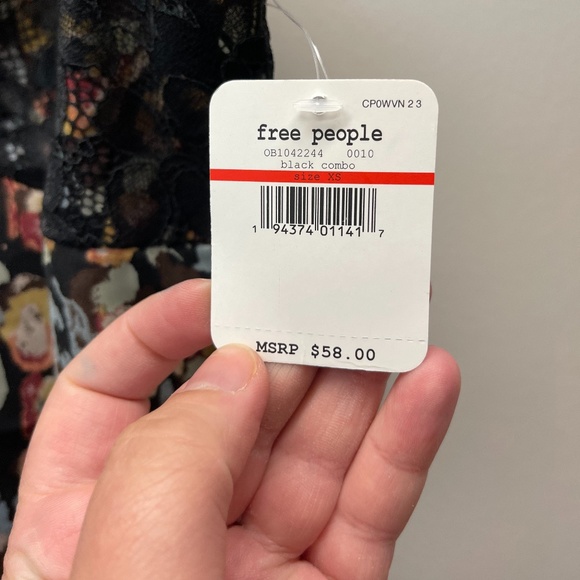 CP0WVN 23
free people
OB1042244 0010
black combo
size XS
1 94374 01141 7
MSRP $58.00